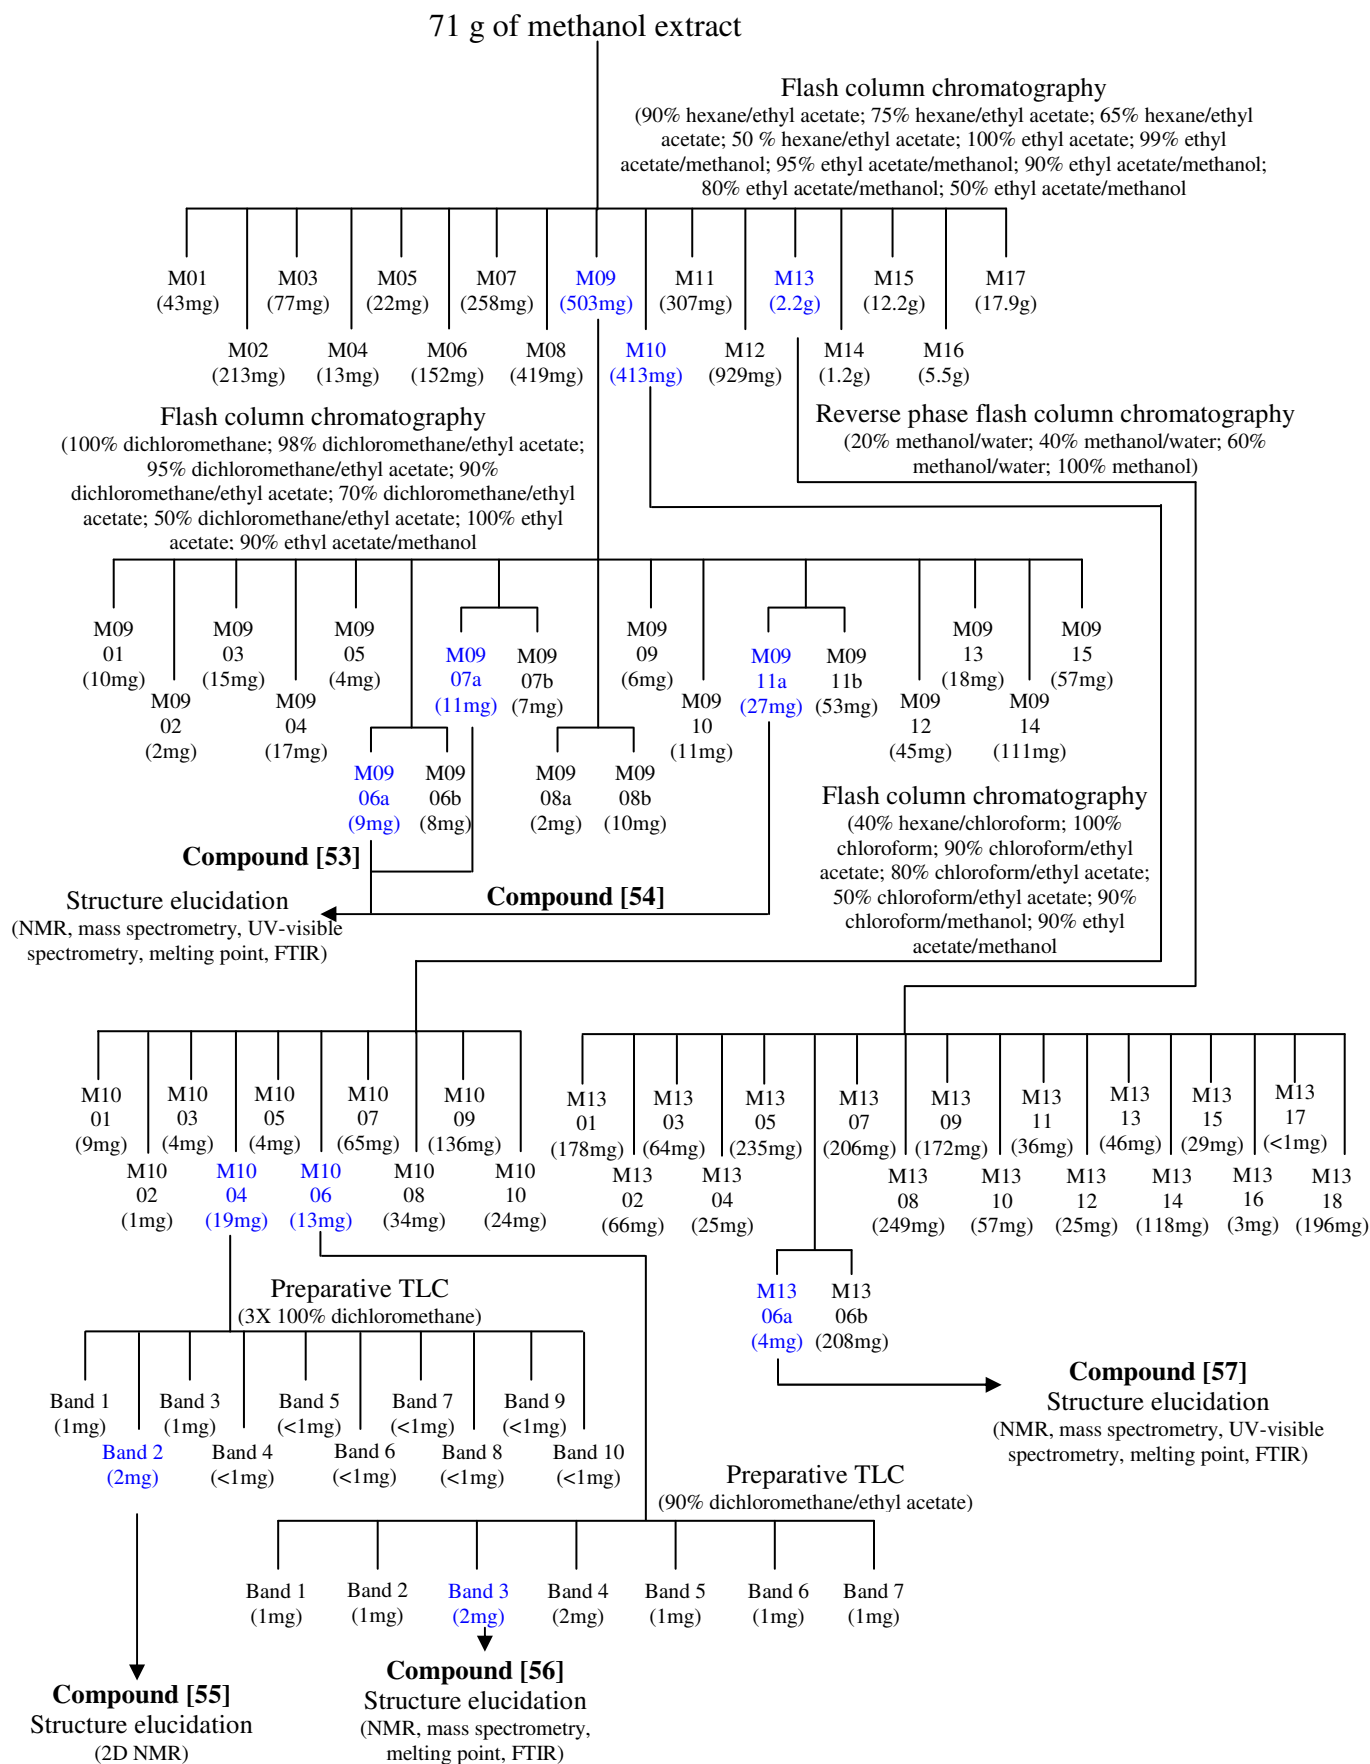 71 g of methanol extract
Flash column chromatography
(90% hexane/ethyl acetate; 75% hexane/ethyl acetate; 65% hexane/ethyl
acetate; 50 % hexane/ethyl acetate; 100% ethyl acetate; 99% ethyl
acetate/methanol; 95% ethyl acetate/methanol; 90% ethyl acetate/methanol;
80% ethyl acetate/methanol; 50% ethyl acetate/methanol
M01
(43mg)
M03
(77mg)
M05
(22mg)
M07
(258mg)
M09
(503mg)
M11
(307mg)
M13
(2.2g)
M15
(12.2g)
M17
(17.9g)
M02
(213mg)
M04
(13mg)
M06
(152mg)
M08
(419mg)
M10
(413mg)
M12
(929mg)
M14
(1.2g)
M16
(5.5g)
Flash column chromatography
(100% dichloromethane; 98% dichloromethane/ethyl acetate;
95% dichloromethane/ethyl acetate; 90%
dichloromethane/ethyl acetate; 70% dichloromethane/ethyl
acetate; 50% dichloromethane/ethyl acetate; 100% ethyl
acetate; 90% ethyl acetate/methanol
Reverse phase flash column chromatography
(20% methanol/water; 40% methanol/water; 60%
methanol/water; 100% methanol)
M09
01
(10mg)
M09
02
(2mg)
M09
03
(15mg)
M09
04
(17mg)
M09
05
(4mg)
M09
06a
(9mg)
M09
06b
(8mg)
M09
07a
(11mg)
M09
07b
(7mg)
M09
08a
(2mg)
M09
08b
(10mg)
M09
09
(6mg)
M09
10
(11mg)
M09
11a
(27mg)
M09
11b
(53mg)
M09
12
(45mg)
M09
13
(18mg)
M09
14
(111mg)
M09
15
(57mg)
Compound [53]
Compound [54]
Structure elucidation
(NMR, mass spectrometry, UV-visible
spectrometry, melting point, FTIR)
Flash column chromatography
(40% hexane/chloroform; 100%
chloroform; 90% chloroform/ethyl
acetate; 80% chloroform/ethyl acetate;
50% chloroform/ethyl acetate; 90%
chloroform/methanol; 90% ethyl
acetate/methanol
M10
01
(9mg)
M10
02
(1mg)
M10
03
(4mg)
M10
04
(19mg)
M10
05
(4mg)
M10
06
(13mg)
M10
07
(65mg)
M10
08
(34mg)
M10
09
(136mg)
M10
10
(24mg)
M13
01
(178mg)
M13
02
(66mg)
M13
03
(64mg)
M13
04
(25mg)
M13
05
(235mg)
M13
06a
(4mg)
M13
06b
(208mg)
M13
07
(206mg)
M13
08
(249mg)
M13
09
(172mg)
M13
10
(57mg)
M13
11
(36mg)
M13
12
(25mg)
M13
13
(46mg)
M13
14
(118mg)
M13
15
(29mg)
M13
16
(3mg)
M13
17
(<1mg)
M13
18
(196mg)
Preparative TLC
(3X 100% dichloromethane)
Band 1
(1mg)
Band 2
(2mg)
Band 3
(1mg)
Band 4
(<1mg)
Band 5
(<1mg)
Band 6
(<1mg)
Band 7
(<1mg)
Band 8
(<1mg)
Band 9
(<1mg)
Band 10
(<1mg)
Compound [57]
Structure elucidation
(NMR, mass spectrometry, UV-visible
spectrometry, melting point, FTIR)
Preparative TLC
(90% dichloromethane/ethyl acetate)
Band 1
(1mg)
Band 2
(1mg)
Band 3
(2mg)
Band 4
(2mg)
Band 5
(1mg)
Band 6
(1mg)
Band 7
(1mg)
Compound [55]
Structure elucidation
(2D NMR)
Compound [56]
Structure elucidation
(NMR, mass spectrometry,
melting point, FTIR)